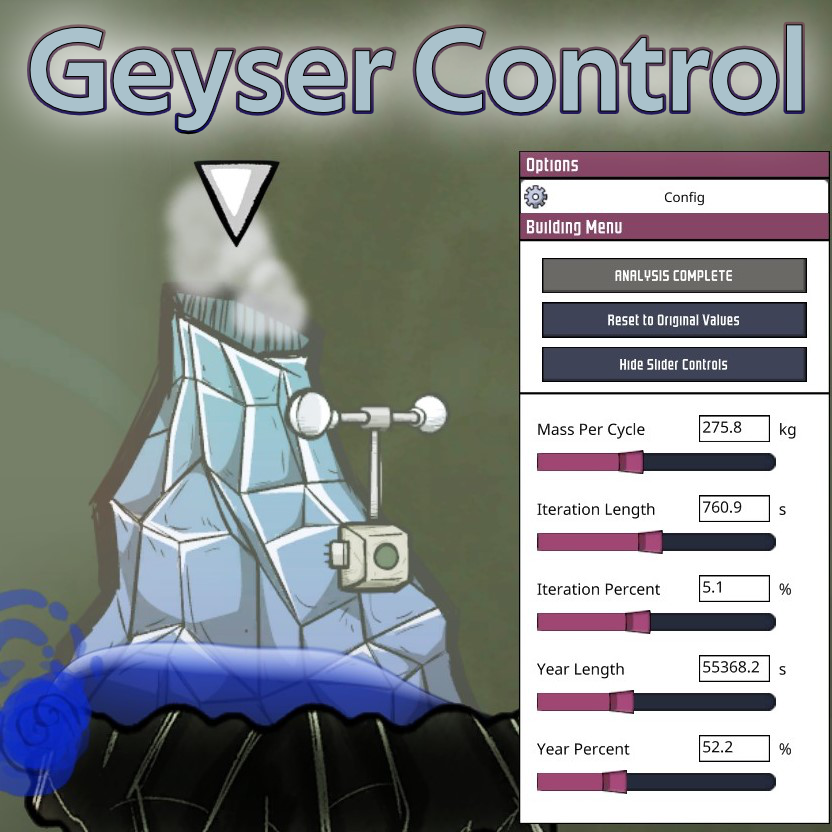 Geyser Control
Options
Config
Building Menu
ANALYSIS COMPLETE
Reset to Original Values
Hide Slider Controls
Mass Per Cycle 275.8 kg
Iteration Length 760.9 s
Iteration Percent 5.1 %
Year Length 55368.2 s
Year Percent 52.2 %